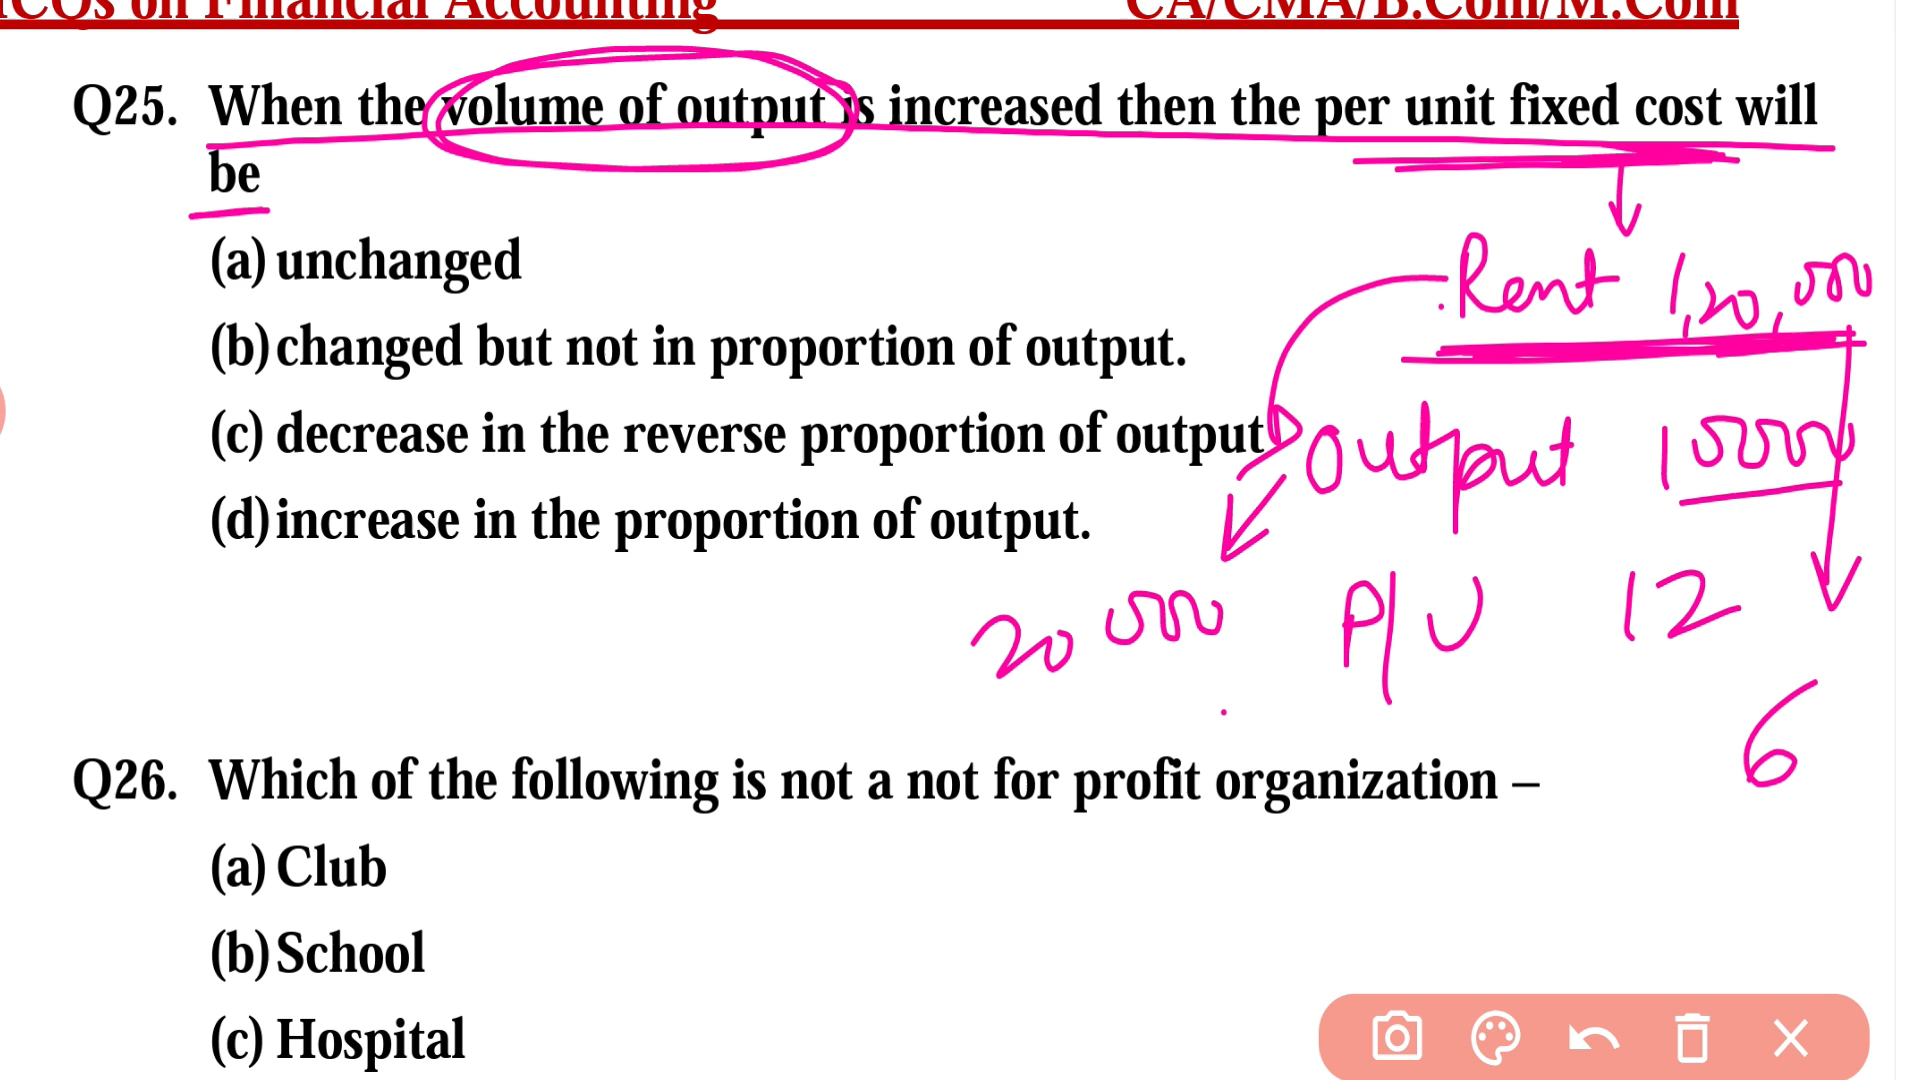 MCQs on Financial Accounting CA/CMA/B.Com/M.Com
Q25. When the volume of output is increased then the per unit fixed cost will
be
(a) unchanged
Rent 1,20,000
(b) changed but not in proportion of output.
(c) decrease in the reverse proportion of output
output 10000
(d) increase in the proportion of output.
20000 P/U 12
6
Q26. Which of the following is not a not for profit organization –
(a) Club
(b) School
(c) Hospital